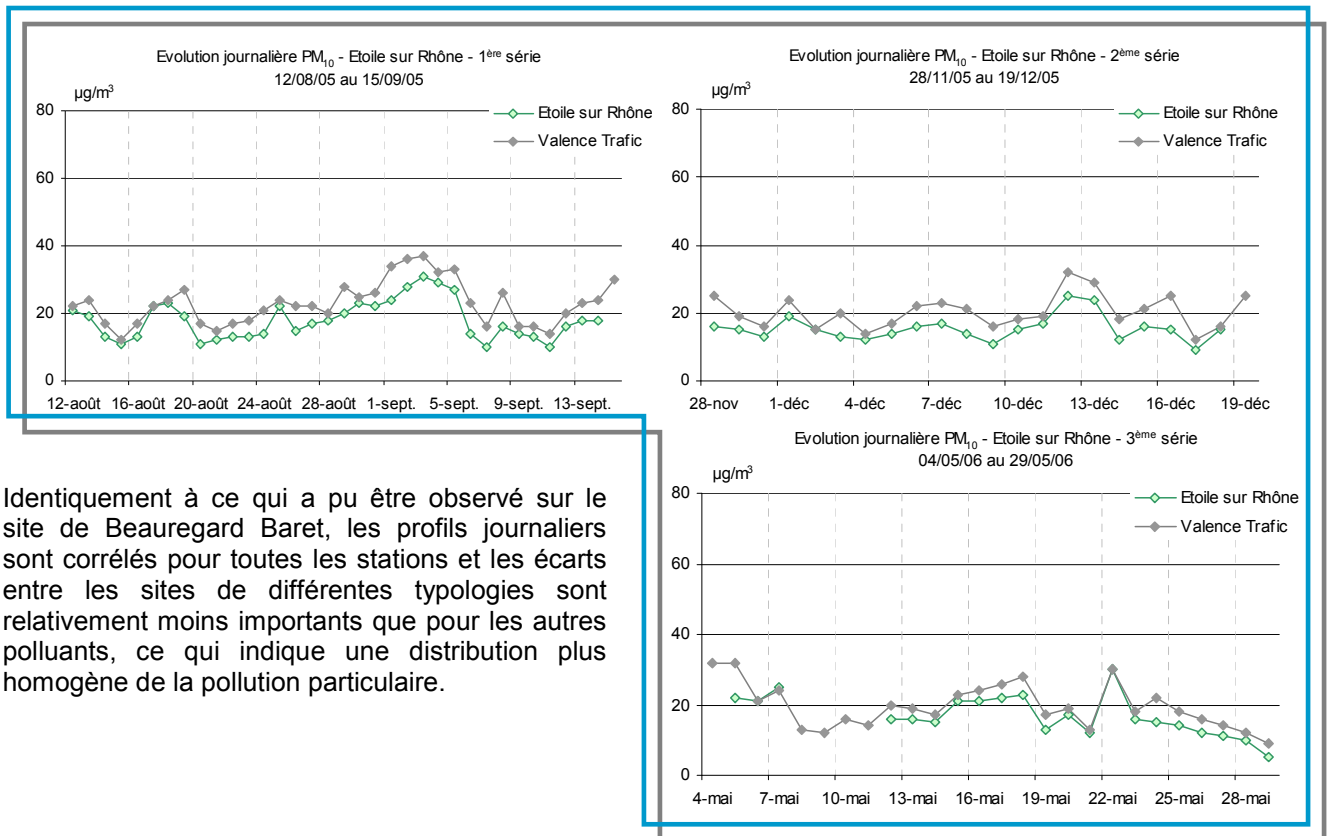 Evolution journalière PM10 - Etoile sur Rhône - 1ère série
12/08/05 au 15/09/05
µg/m³
Etoile sur Rhône
Valence Trafic
80
60
40
20
0
12-août 16-août 20-août 24-août 28-août 1-sept. 5-sept. 9-sept. 13-sept.
Evolution journalière PM10 - Etoile sur Rhône - 2ème série
28/11/05 au 19/12/05
µg/m³
Etoile sur Rhône
Valence Trafic
80
60
40
20
0
28-nov 1-déc 4-déc 7-déc 10-déc 13-déc 16-déc 19-déc
Identiquement à ce qui a pu être observé sur le
site de Beauregard Baret, les profils journaliers
sont corrélés pour toutes les stations et les écarts
entre les sites de différentes typologies sont
relativement moins importants que pour les autres
polluants, ce qui indique une distribution plus
homogène de la pollution particulaire.
Evolution journalière PM10 - Etoile sur Rhône - 3ème série
04/05/06 au 29/05/06
µg/m³
Etoile sur Rhône
Valence Trafic
80
60
40
20
0
4-mai 7-mai 10-mai 13-mai 16-mai 19-mai 22-mai 25-mai 28-mai